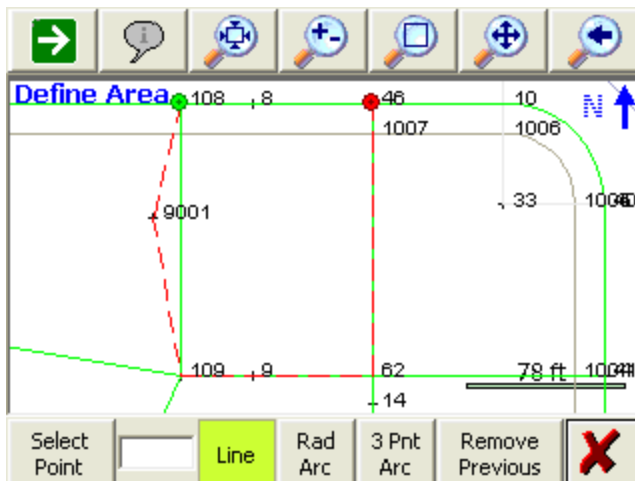 Define Area
108
8
46
10
N
1007
1006
9001
33
109
9
62
78 ft
14
Select Point
Line
Rad Arc
3 Pnt Arc
Remove Previous